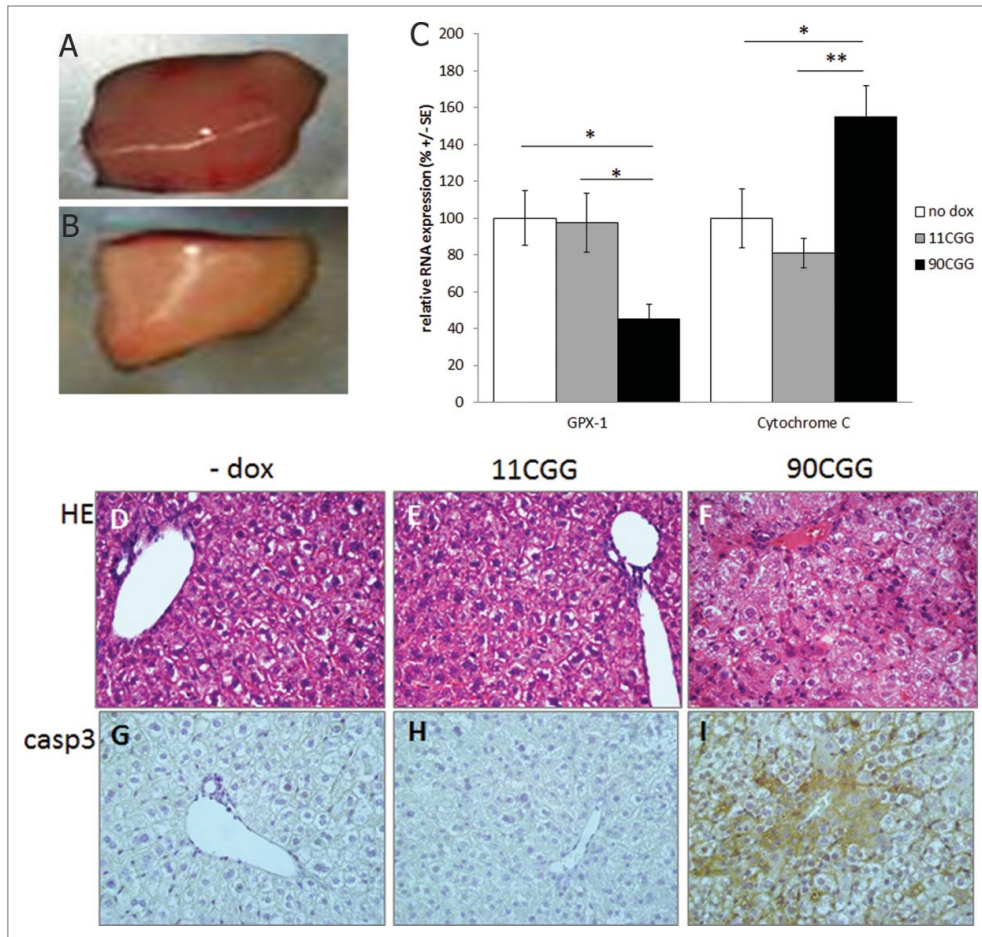 A
B
C
relative RNA expression (% +/- SE)
200
180
160
140
120
100
80
60
40
20
0
*
*
*
**
GPX-1
Cytochrome C
no dox
11CGG
90CGG
- dox
11CGG
90CGG
HE
D
E
F
casp3
G
H
I